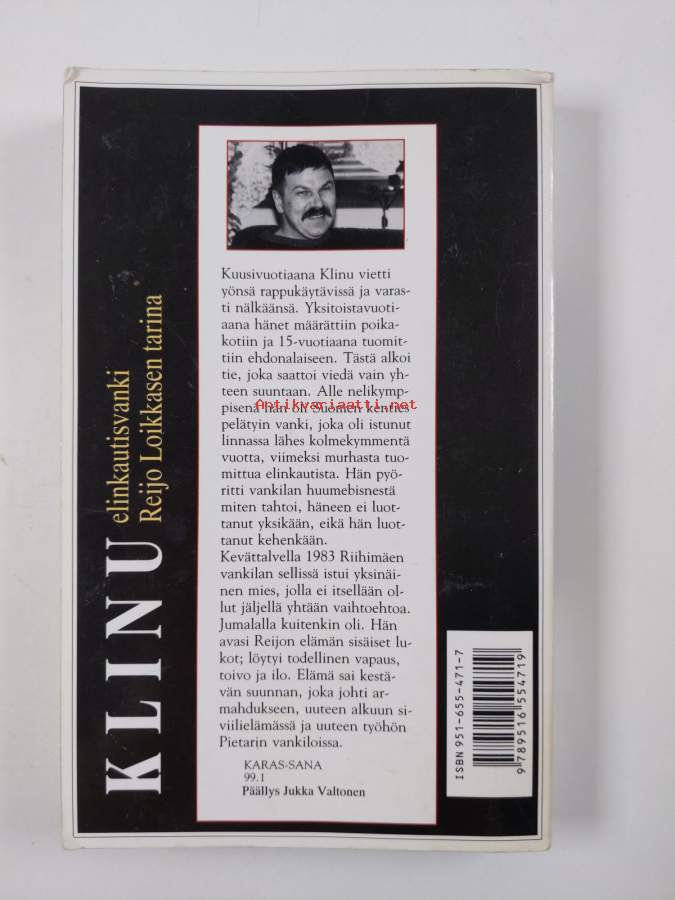 KLINU
elinkautisvanki
Reijo Loikkasen tarina
Kuusivuotiaana Klinu vietti
yönsä rappukäytävissä ja varas-
ti nälkäänsä. Yksitoistavuoti-
aana hänet määrättiin poika-
kotiin ja 15-vuotiaana tuomit-
tiin ehdonalaiseen. Tästä alkoi
tie, joka saattoi viedä vain yh-
teen suuntaan. Alle nelikymp-
pisenä hän oli Suomen kenties
Antikvariaatti.net
pelätyin vanki, joka oli istunut
linnassa lähes kolmekymmentä
vuotta, viimeksi murhasta tuo-
mittua elinkautista. Hän pyö-
ritti vankilan huumebisnestä
miten tahtoi, häneen ei luot-
tanut yksikään, eikä hän luot-
tanut kehenkään.
Kevättalvella 1983 Riihimäen
vankilan sellissä istui yksinäi-
nen mies, jolla ei itsellään ol-
lut jäljellä yhtään vaihtoehtoa.
Jumalalla kuitenkin oli. Hän
avasi Reijon elämän sisäiset lu-
kot; löytyi todellinen vapaus,
toivo ja ilo. Elämä sai kestä-
vän suunnan, joka johti ar-
mahdukseen, uuteen alkuun si-
viilielämässä ja uuteen työhön
Pietarin vankiloissa.
KARAS-SANA
99.1
Päällys Jukka Valtonen
ISBN 951-655-471-7
9 789516 554719